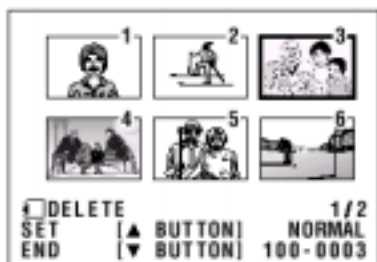 1 2 3
4 5 6
DELETE 1/2
SET [▲ BUTTON] NORMAL
END [▼ BUTTON] 100-0003